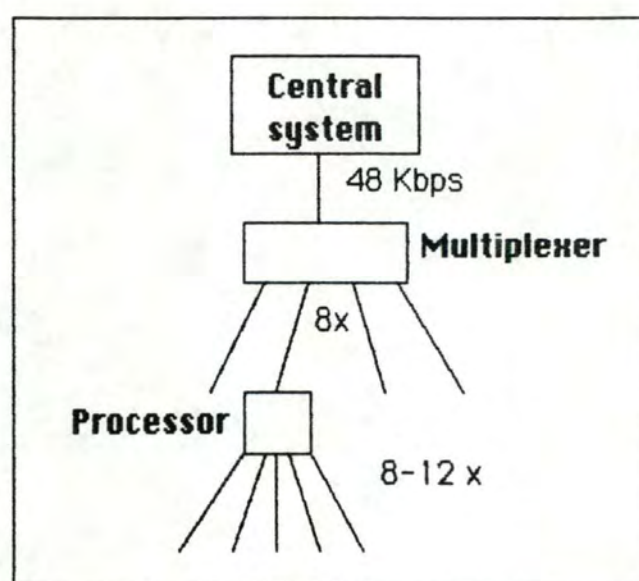 Central
system
48 Kbps
Multiplexer
8x
Processor
8-12 x